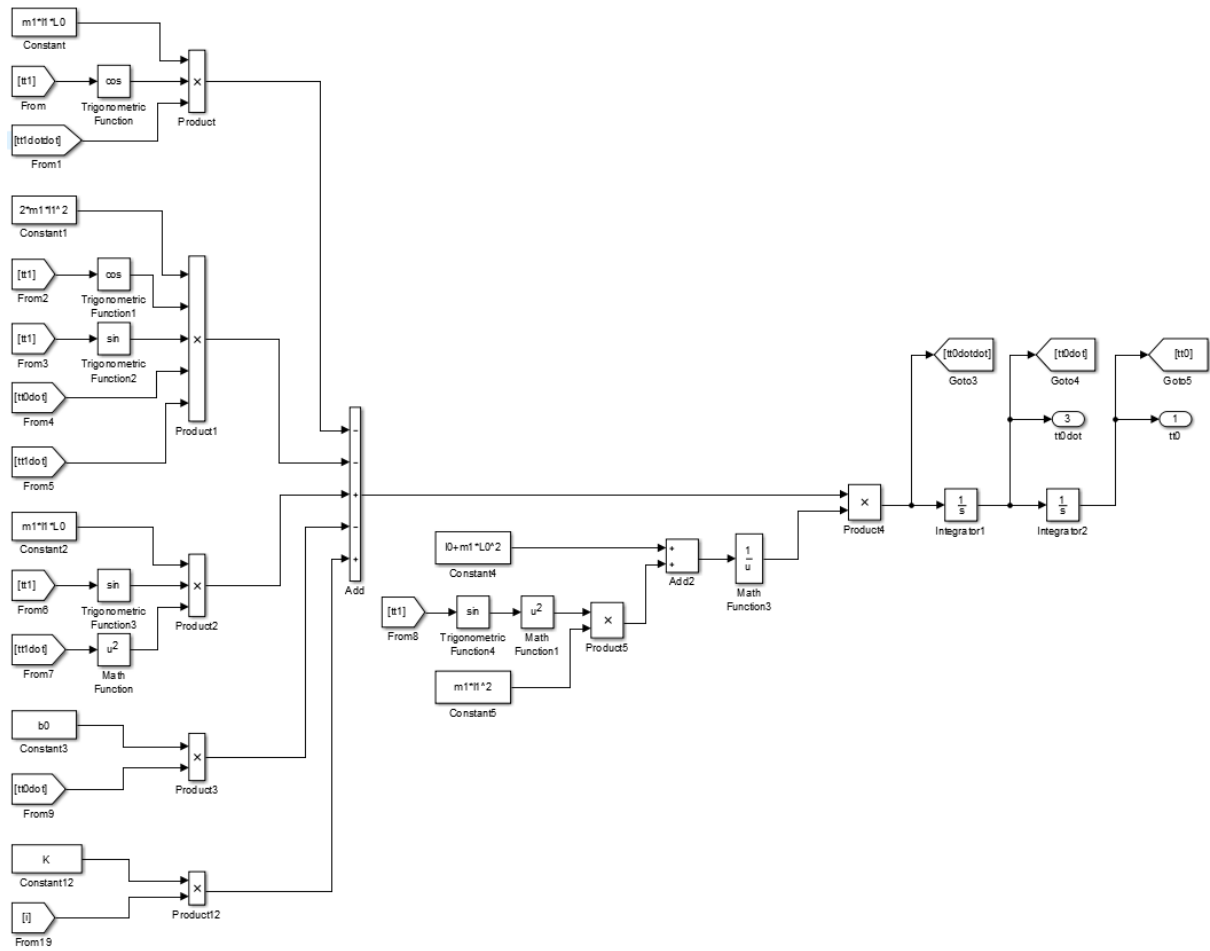 m1*l1*L0
Constant
[tt1]
From
cos
Trigonometric
Function
×
Product
[tt1dotdot]
From1
2*m1*l1^2
Constant1
[tt1]
From2
cos
Trigonometric
Function1
[tt1]
From3
sin
Trigonometric
Function2
×
Product1
[tt0dot]
From4
[tt1dot]
From5
m1*l1*L0
Constant2
[tt1]
From6
sin
Trigonometric
Function3
×
Product2
[tt1dot]
From7
u²
Math
Function
b0
Constant3
×
Product3
[tt0dot]
From9
K
Constant12
×
Product12
[i]
From19
−
−
+
−
+
Add
I0+m1*L0^2
Constant4
[tt1]
From8
sin
Trigonometric
Function4
u²
Math
Function1
×
Product5
m1*l1^2
Constant5
+
+
Add2
1
u
Math
Function3
×
Product4
[tt0dotdot]
Goto3
1
s
Integrator1
[tt0dot]
Goto4
3
tt0dot
1
s
Integrator2
[tt0]
Goto5
1
tt0